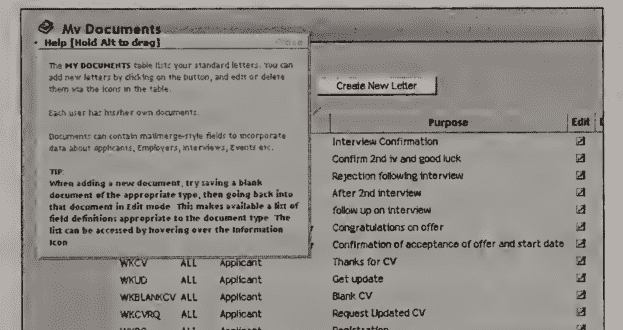 My Documents
Help [Hold Alt to drag]
Close
The MY DOCUMENTS table lists your standard letters. You can
add new letters by clicking on the button, and edit or delete
them via the icons in the table.
Each user has his/her own documents.
Documents can contain mailmerge-style fields to incorporate
data about Applicants, Employers, Interviews, Events etc.
TIP:
When adding a new document, try saving a blank
document of the appropriate type, then going back into
that document in Edit mode. This makes available a list of
field definitions appropriate to the document type. The
list can be accessed by hovering over the Information
Icon
Create New Letter
Purpose Edit
Interview Confirmation
Confirm 2nd iv and good luck
Rejection following interview
After 2nd interview
follow up on interview
Congratulations on offer
Confirmation of acceptance of offer and start date
WKCV ALL Applicant Thanks for CV
WKUD ALL Applicant Get update
WKBLANKCV ALL Applicant Blank CV
WKCVRQ ALL Applicant Request Updated CV
Registration